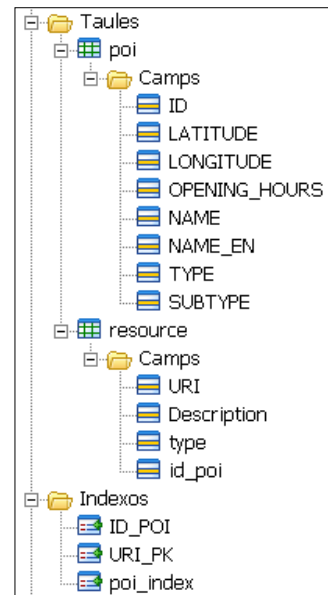 Taules
poi
Camps
ID
LATITUDE
LONGITUDE
OPENING_HOURS
NAME
NAME_EN
TYPE
SUBTYPE
resource
Camps
URI
Description
type
id_poi
Indexos
ID_POI
URI_PK
poi_index